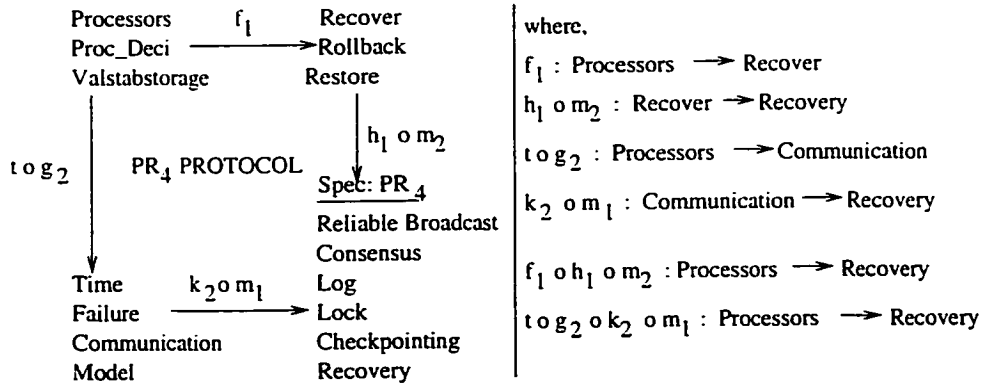 Processors f₁ Recover
Proc_Deci Rollback
Valstabstorage Restore
t o g₂ PR₄ PROTOCOL h₁ o m₂
Spec: PR₄
Reliable Broadcast
Consensus
Time k₂ o m₁ Log
Failure Lock
Communication Checkpointing
Model Recovery
where,
f₁ : Processors → Recover
h₁ o m₂ : Recover → Recovery
t o g₂ : Processors → Communication
k₂ o m₁ : Communication → Recovery
f₁ o h₁ o m₂ : Processors → Recovery
t o g₂ o k₂ o m₁ : Processors → Recovery